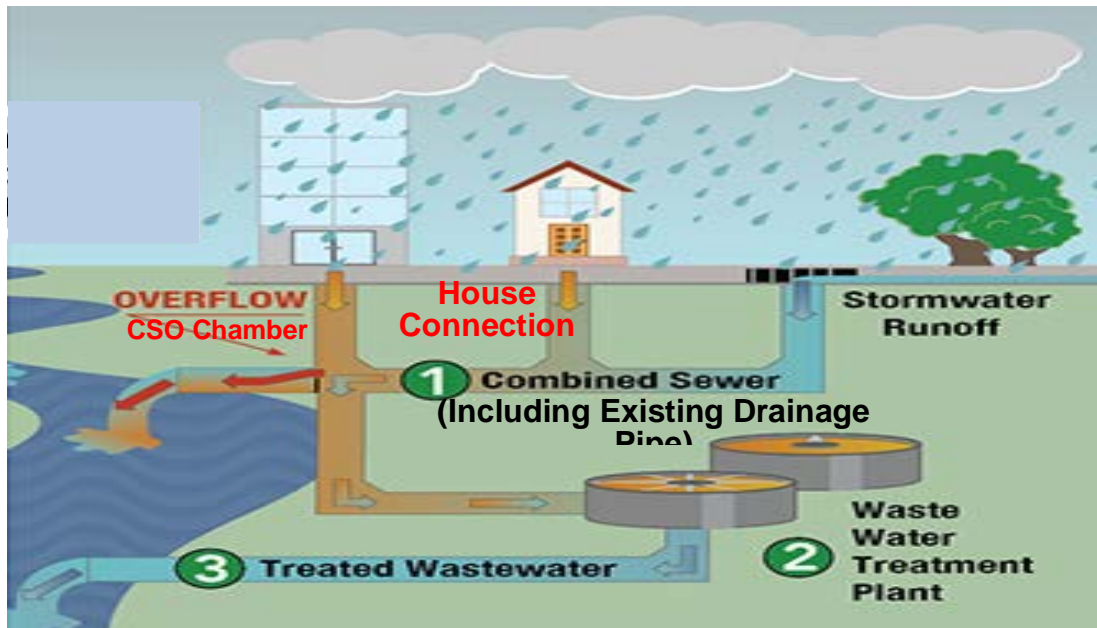 OVERFLOW
CSO Chamber
House
Connection
Stormwater
Runoff
1 Combined Sewer
(Including Existing Drainage
Pipe)
Waste
Water
2 Treatment
Plant
3 Treated Wastewater